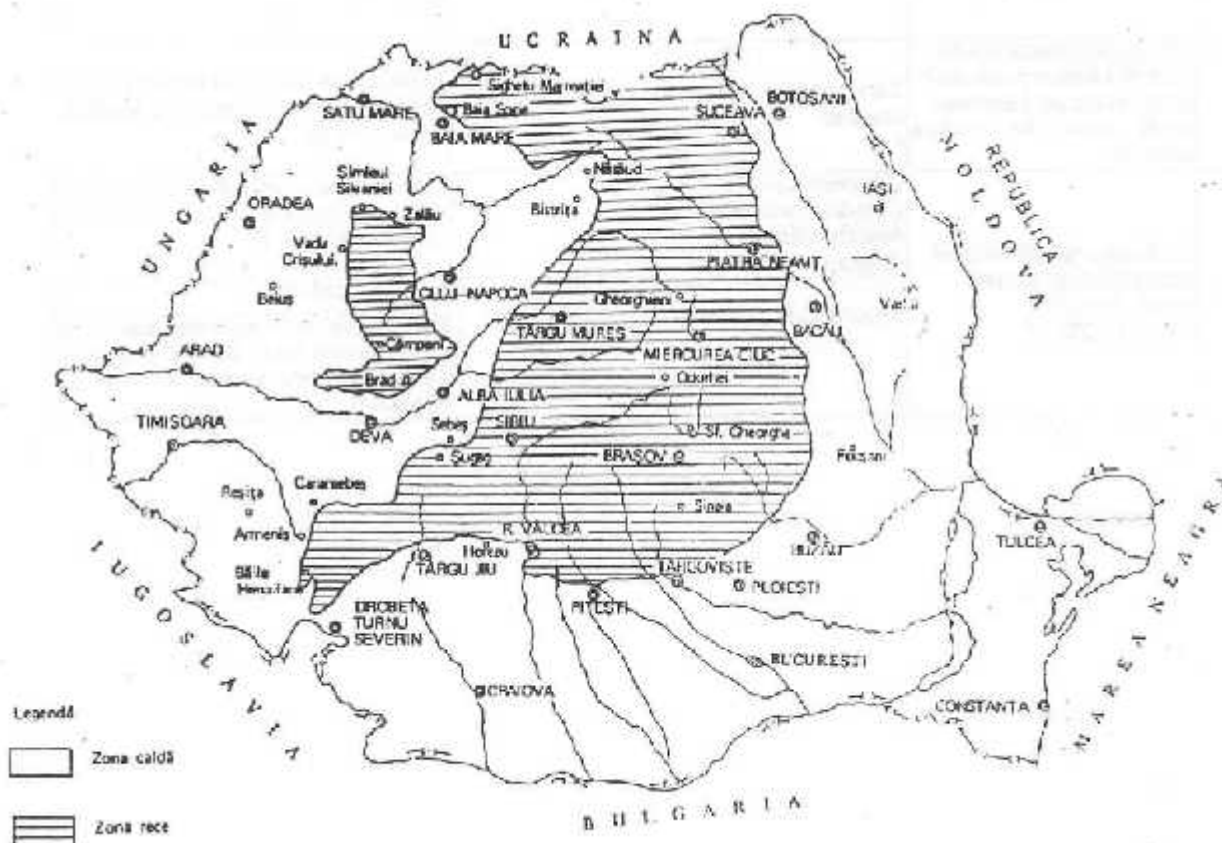 UCRAINA
Sighetu Marmației
SATU MARE
Baia Sprie
BAIA MARE
BOTOȘANI
SUCEAVA
REPUBLICA
MOLDOVA
UNGARIA
Șimleul
Silvaniei
Zalău
Năsăud
Bistrița
IAȘI
ORADEA
Vadu
Crișului
PIATRA NEAMȚ
CLUJ-NAPOCA
Beiuș
Gheorghieni
TÂRGU MUREȘ
BACĂU
MIERCUREA CIUC
Câmpeni
ARAD
Brad
ALBA IULIA
TIMIȘOARA
DEVA
Sebeș
SIBIU
Sf. Gheorghe
Șugag
BRAȘOV
Focșani
Reșița
Caransebeș
Sinaia
Armeniș
R. VÂLCEA
BUZĂU
TULCEA
Horezu
TÂRGU JIU
TÂRGOVIȘTE
PLOIEȘTI
Băile
Herculane
PITEȘTI
DROBETA
TURNU
SEVERIN
IUGOSLAVIA
BUCUREȘTI
CRAIOVA
CONSTANȚA
MAREA NEAGRĂ
Legendă
Zona caldă
Zona rece
BULGARIA